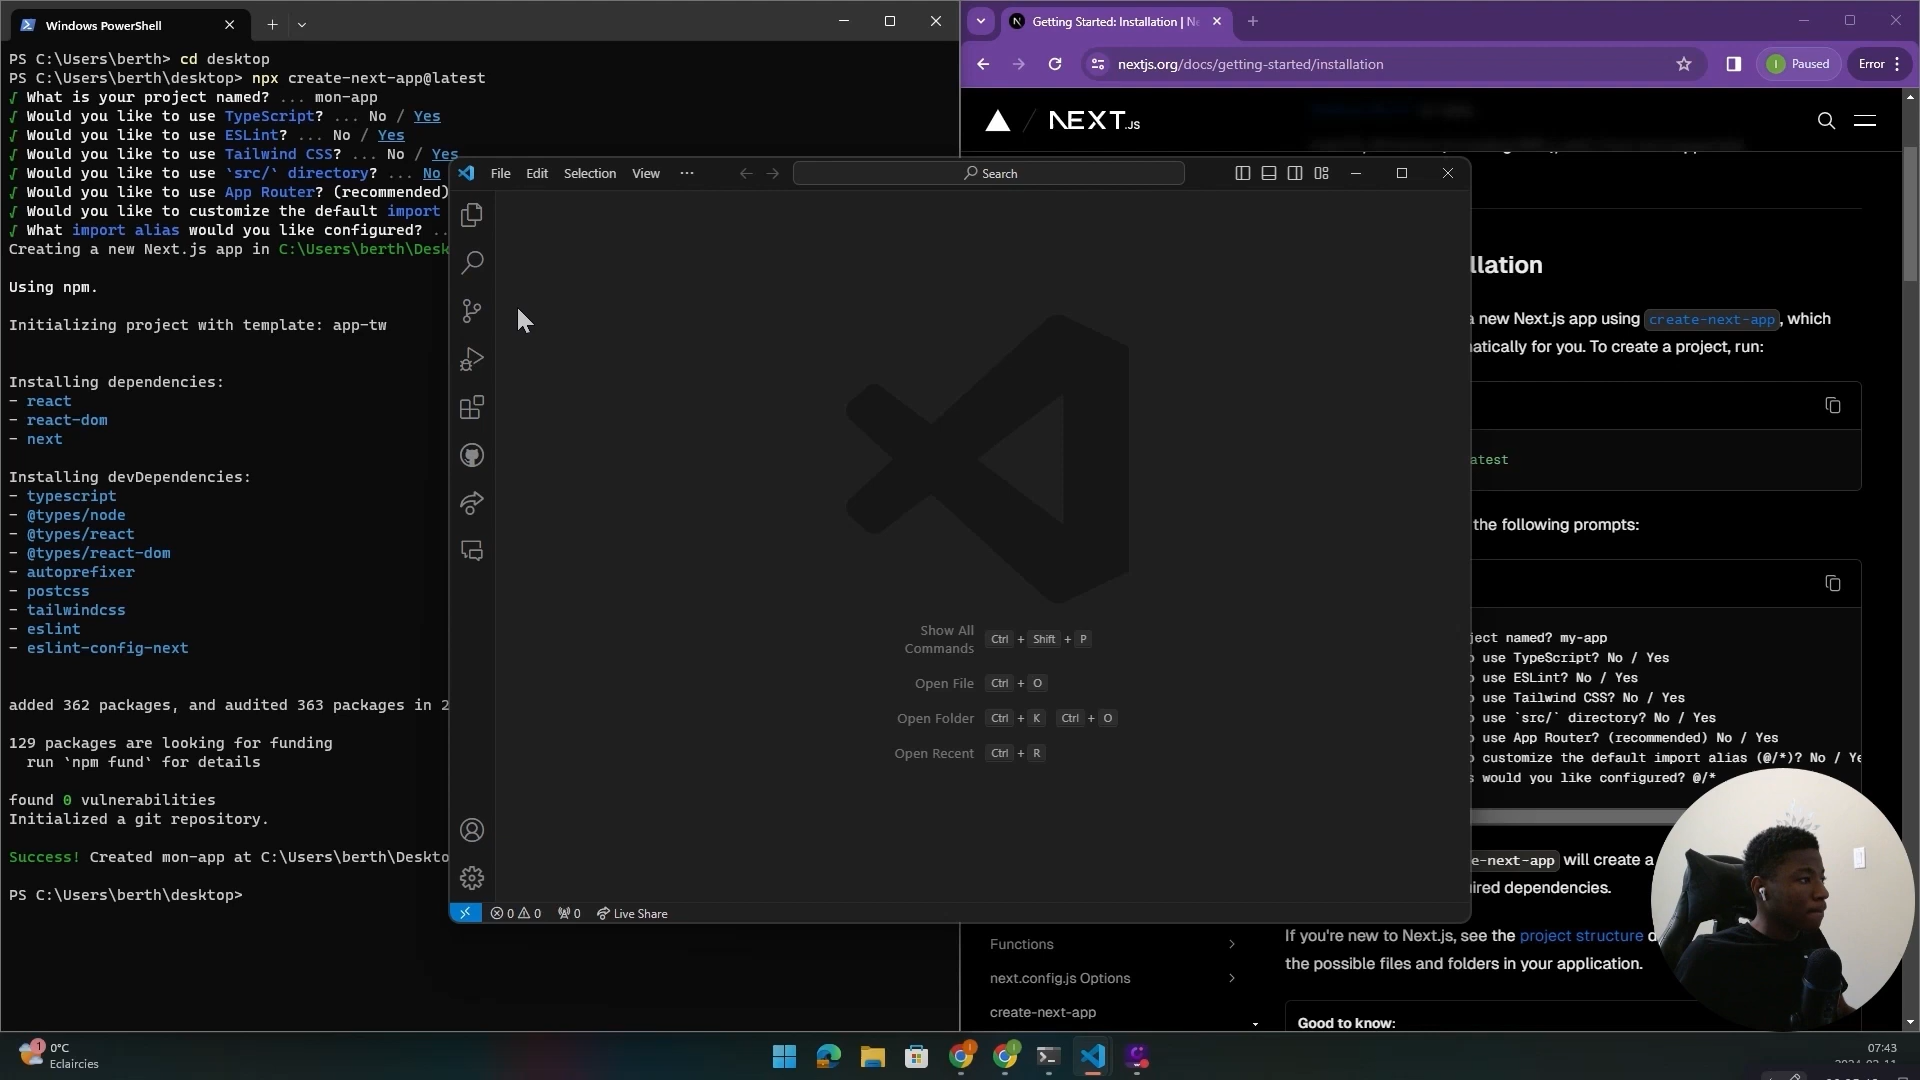 Windows PowerShell
PS C:\Users\berth> cd desktop
PS C:\Users\berth\desktop> npx create-next-app@latest
√ What is your project named? ... mon-app
√ Would you like to use TypeScript? ... No / Yes
√ Would you like to use ESLint? ... No / Yes
√ Would you like to use Tailwind CSS? ... No / Yes
√ Would you like to use `src/` directory? ... No
√ Would you like to use App Router? (recommended)
√ Would you like to customize the default import
√ What import alias would you like configured? ..
Creating a new Next.js app in C:\Users\berth\Desk
Using npm.
Initializing project with template: app-tw
Installing dependencies:
- react
- react-dom
- next
Installing devDependencies:
- typescript
- @types/node
- @types/react
- @types/react-dom
- autoprefixer
- postcss
- tailwindcss
- eslint
- eslint-config-next
added 362 packages, and audited 363 packages in 2
129 packages are looking for funding
run `npm fund` for details
found 0 vulnerabilities
Initialized a git repository.
Success! Created mon-app at C:\Users\berth\Deskto
PS C:\Users\berth\desktop>
File Edit Selection View ... Search
Show All Commands Ctrl + Shift + P
Open File Ctrl + O
Open Folder Ctrl + K Ctrl + O
Open Recent Ctrl + R
0 0 0 Live Share
Getting Started: Installation | Ne
nextjs.org/docs/getting-started/installation
Paused
Error
NEXT.JS
llation
a new Next.js app using create-next-app, which
matically for you. To create a project, run:
atest
the following prompts:
ject named? my-app
o use TypeScript? No / Yes
o use ESLint? No / Yes
o use Tailwind CSS? No / Yes
o use `src/` directory? No / Yes
o use App Router? (recommended) No / Yes
o customize the default import alias (@/*)? No / Ye
s would you like configured? @/*
e-next-app will create a
ired dependencies.
If you're new to Next.js, see the project structure d
the possible files and folders in your application.
Good to know:
Functions
next.config.js Options
create-next-app
1
0°C
Eclaircies
07:43